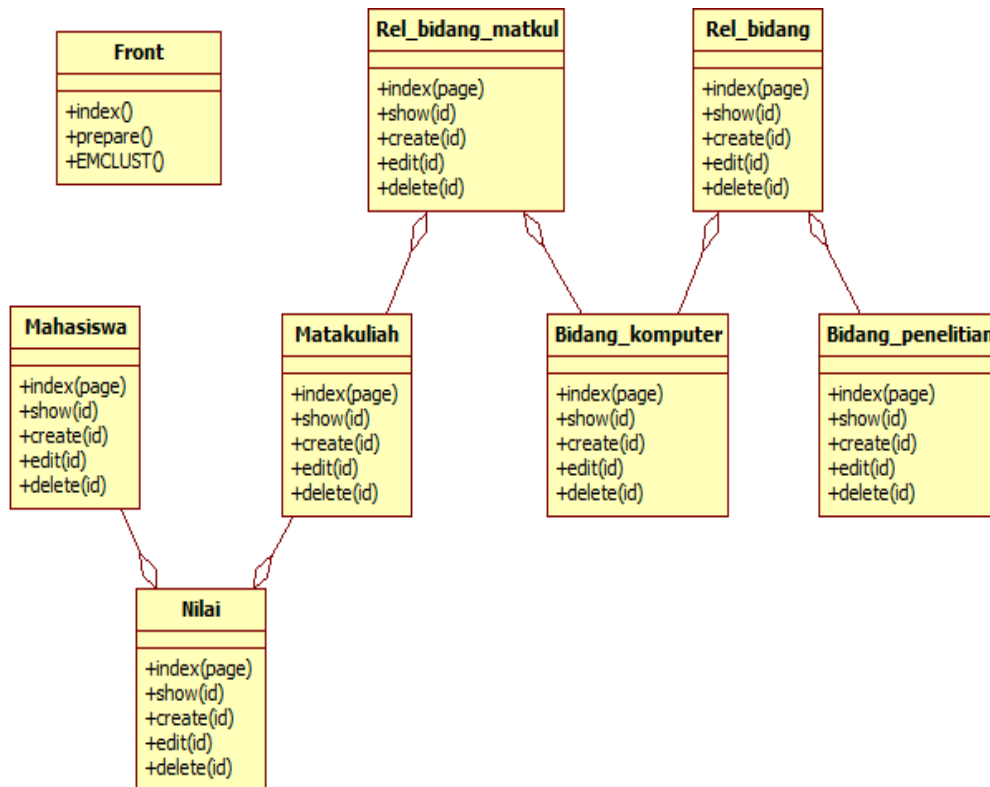 Front
+index()
+prepare()
+EMCLUST()
Rel_bidang_matkul
+index(page)
+show(id)
+create(id)
+edit(id)
+delete(id)
Rel_bidang
+index(page)
+show(id)
+create(id)
+edit(id)
+delete(id)
Mahasiswa
+index(page)
+show(id)
+create(id)
+edit(id)
+delete(id)
Matakuliah
+index(page)
+show(id)
+create(id)
+edit(id)
+delete(id)
Bidang_komputer
+index(page)
+show(id)
+create(id)
+edit(id)
+delete(id)
Bidang_penelitian
+index(page)
+show(id)
+create(id)
+edit(id)
+delete(id)
Nilai
+index(page)
+show(id)
+create(id)
+edit(id)
+delete(id)